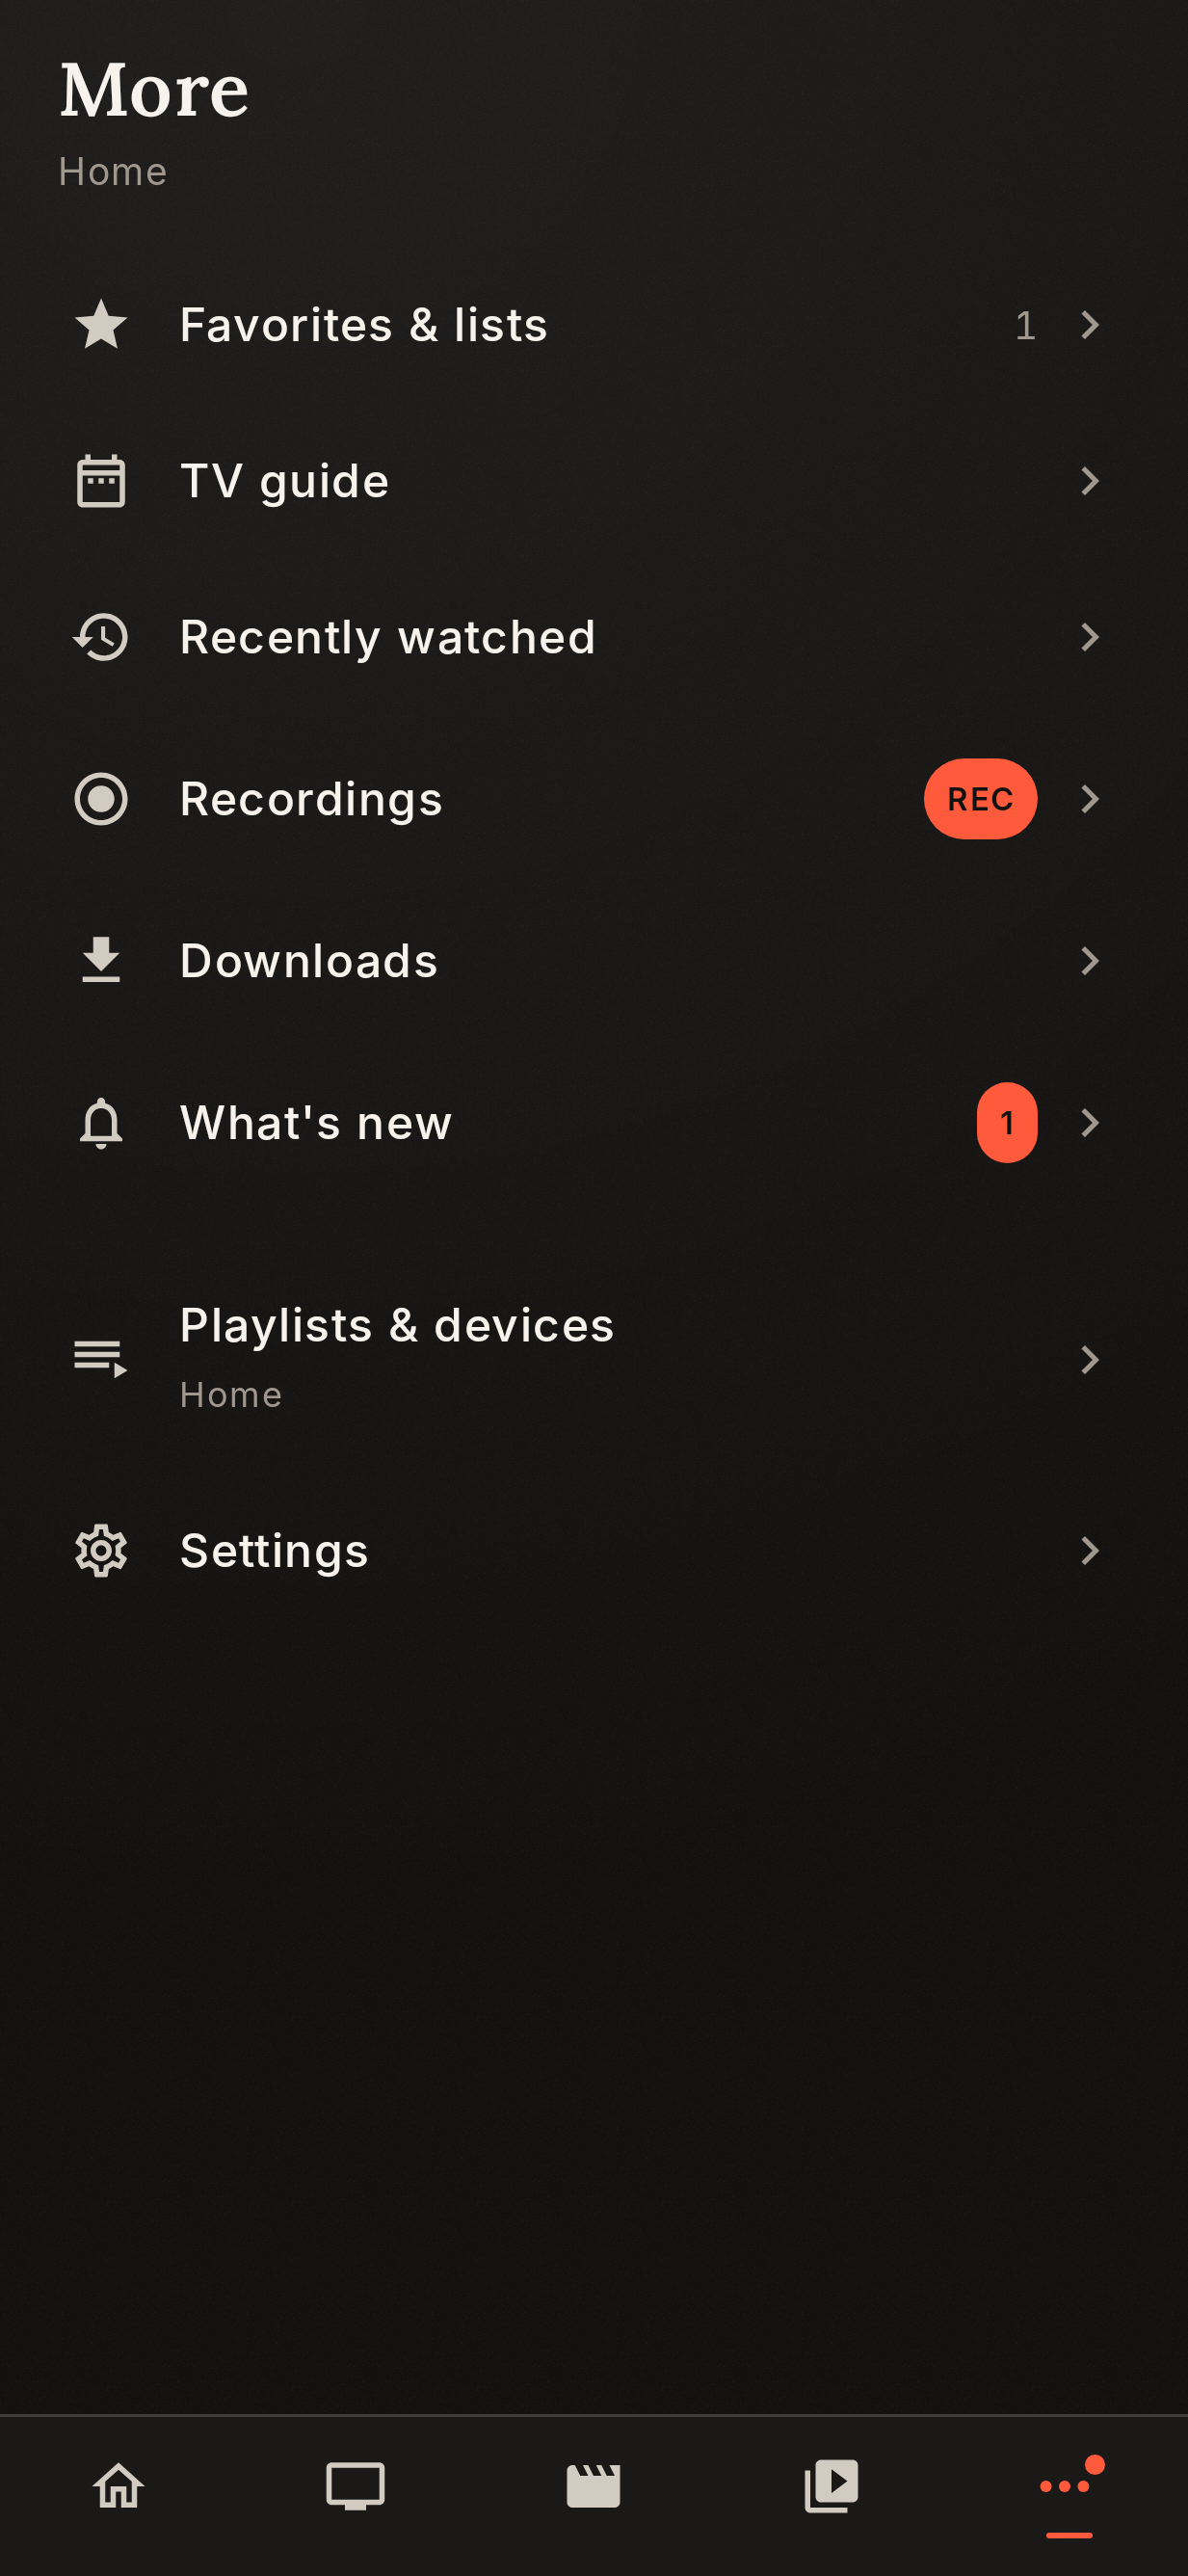 More
Home
Favorites & lists 1
TV guide
Recently watched
Recordings REC
Downloads
What's new 1
Playlists & devices
Home
Settings